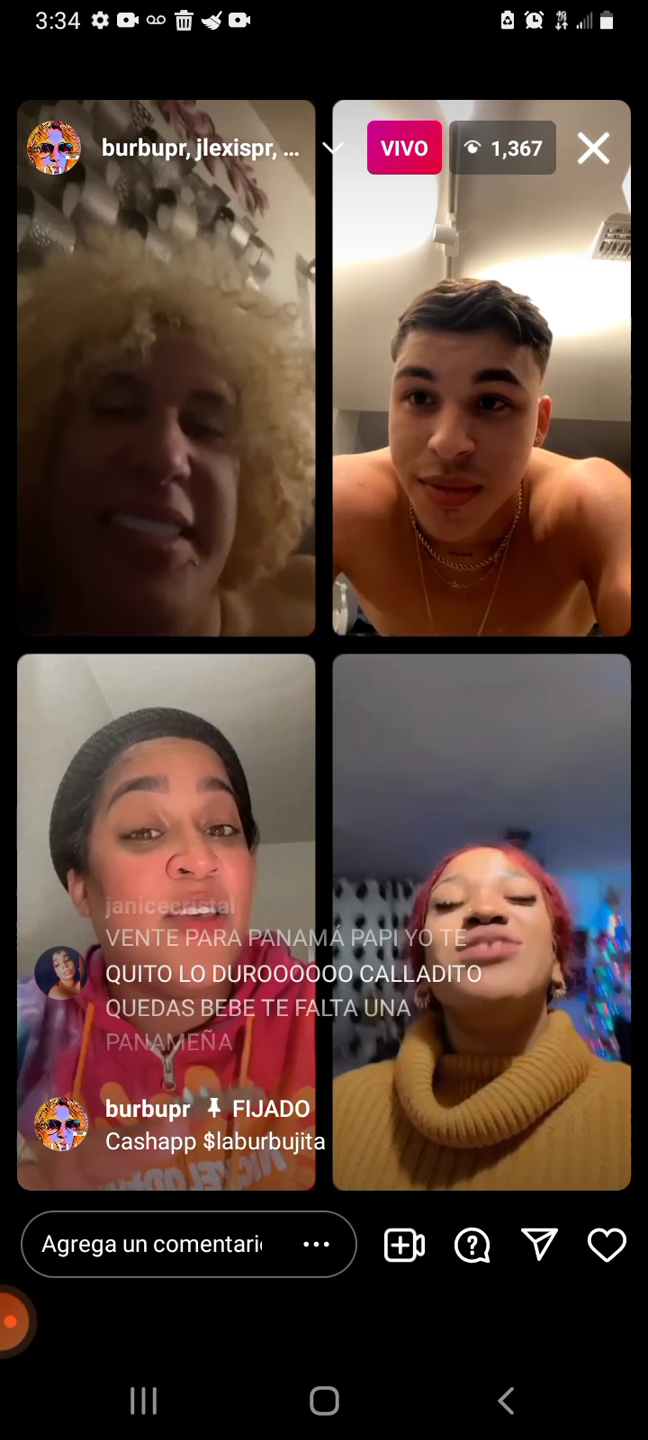 3:34
burbupr, jlexispr, ...
VIVO
1,367
janicecristal
VENTE PARA PANAMÁ PAPI YO TE
QUITO LO DUROOOOOO CALLADITO
QUEDAS BEBE TE FALTA UNA
PANAMEÑA
burbupr FIJADO
Cashapp $laburbujita
Agrega un comentari